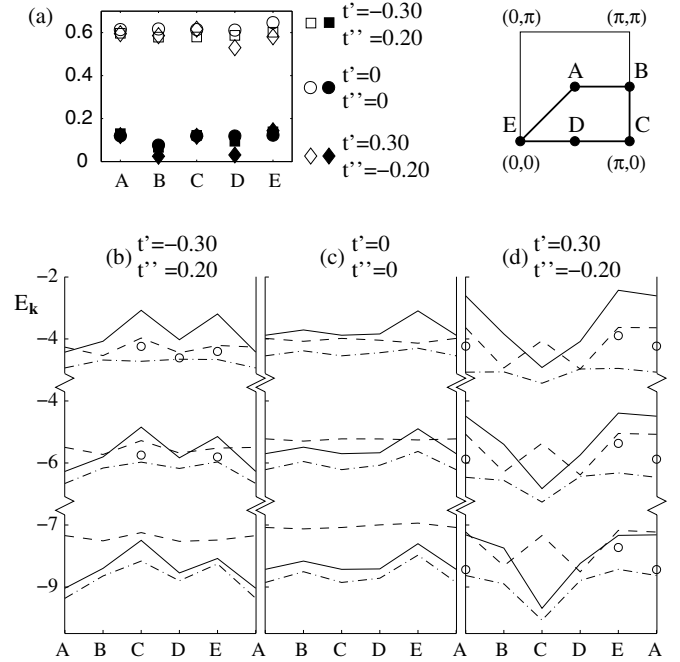 (a)
0.6
0.4
0.2
0
A B C D E
t'=−0.30
t''=0.20
t'=0
t''=0
t'=0.30
t''=−0.20
(0,π) (π,π)
A B
E D C
(0,0) (π,0)
(b) t'=−0.30
t''=0.20
(c) t'=0
t''=0
(d) t'=0.30
t''=−0.20
E_k
−2
−4
−4
−6
−7
−9
A B C D E A B C D E A B C D E A